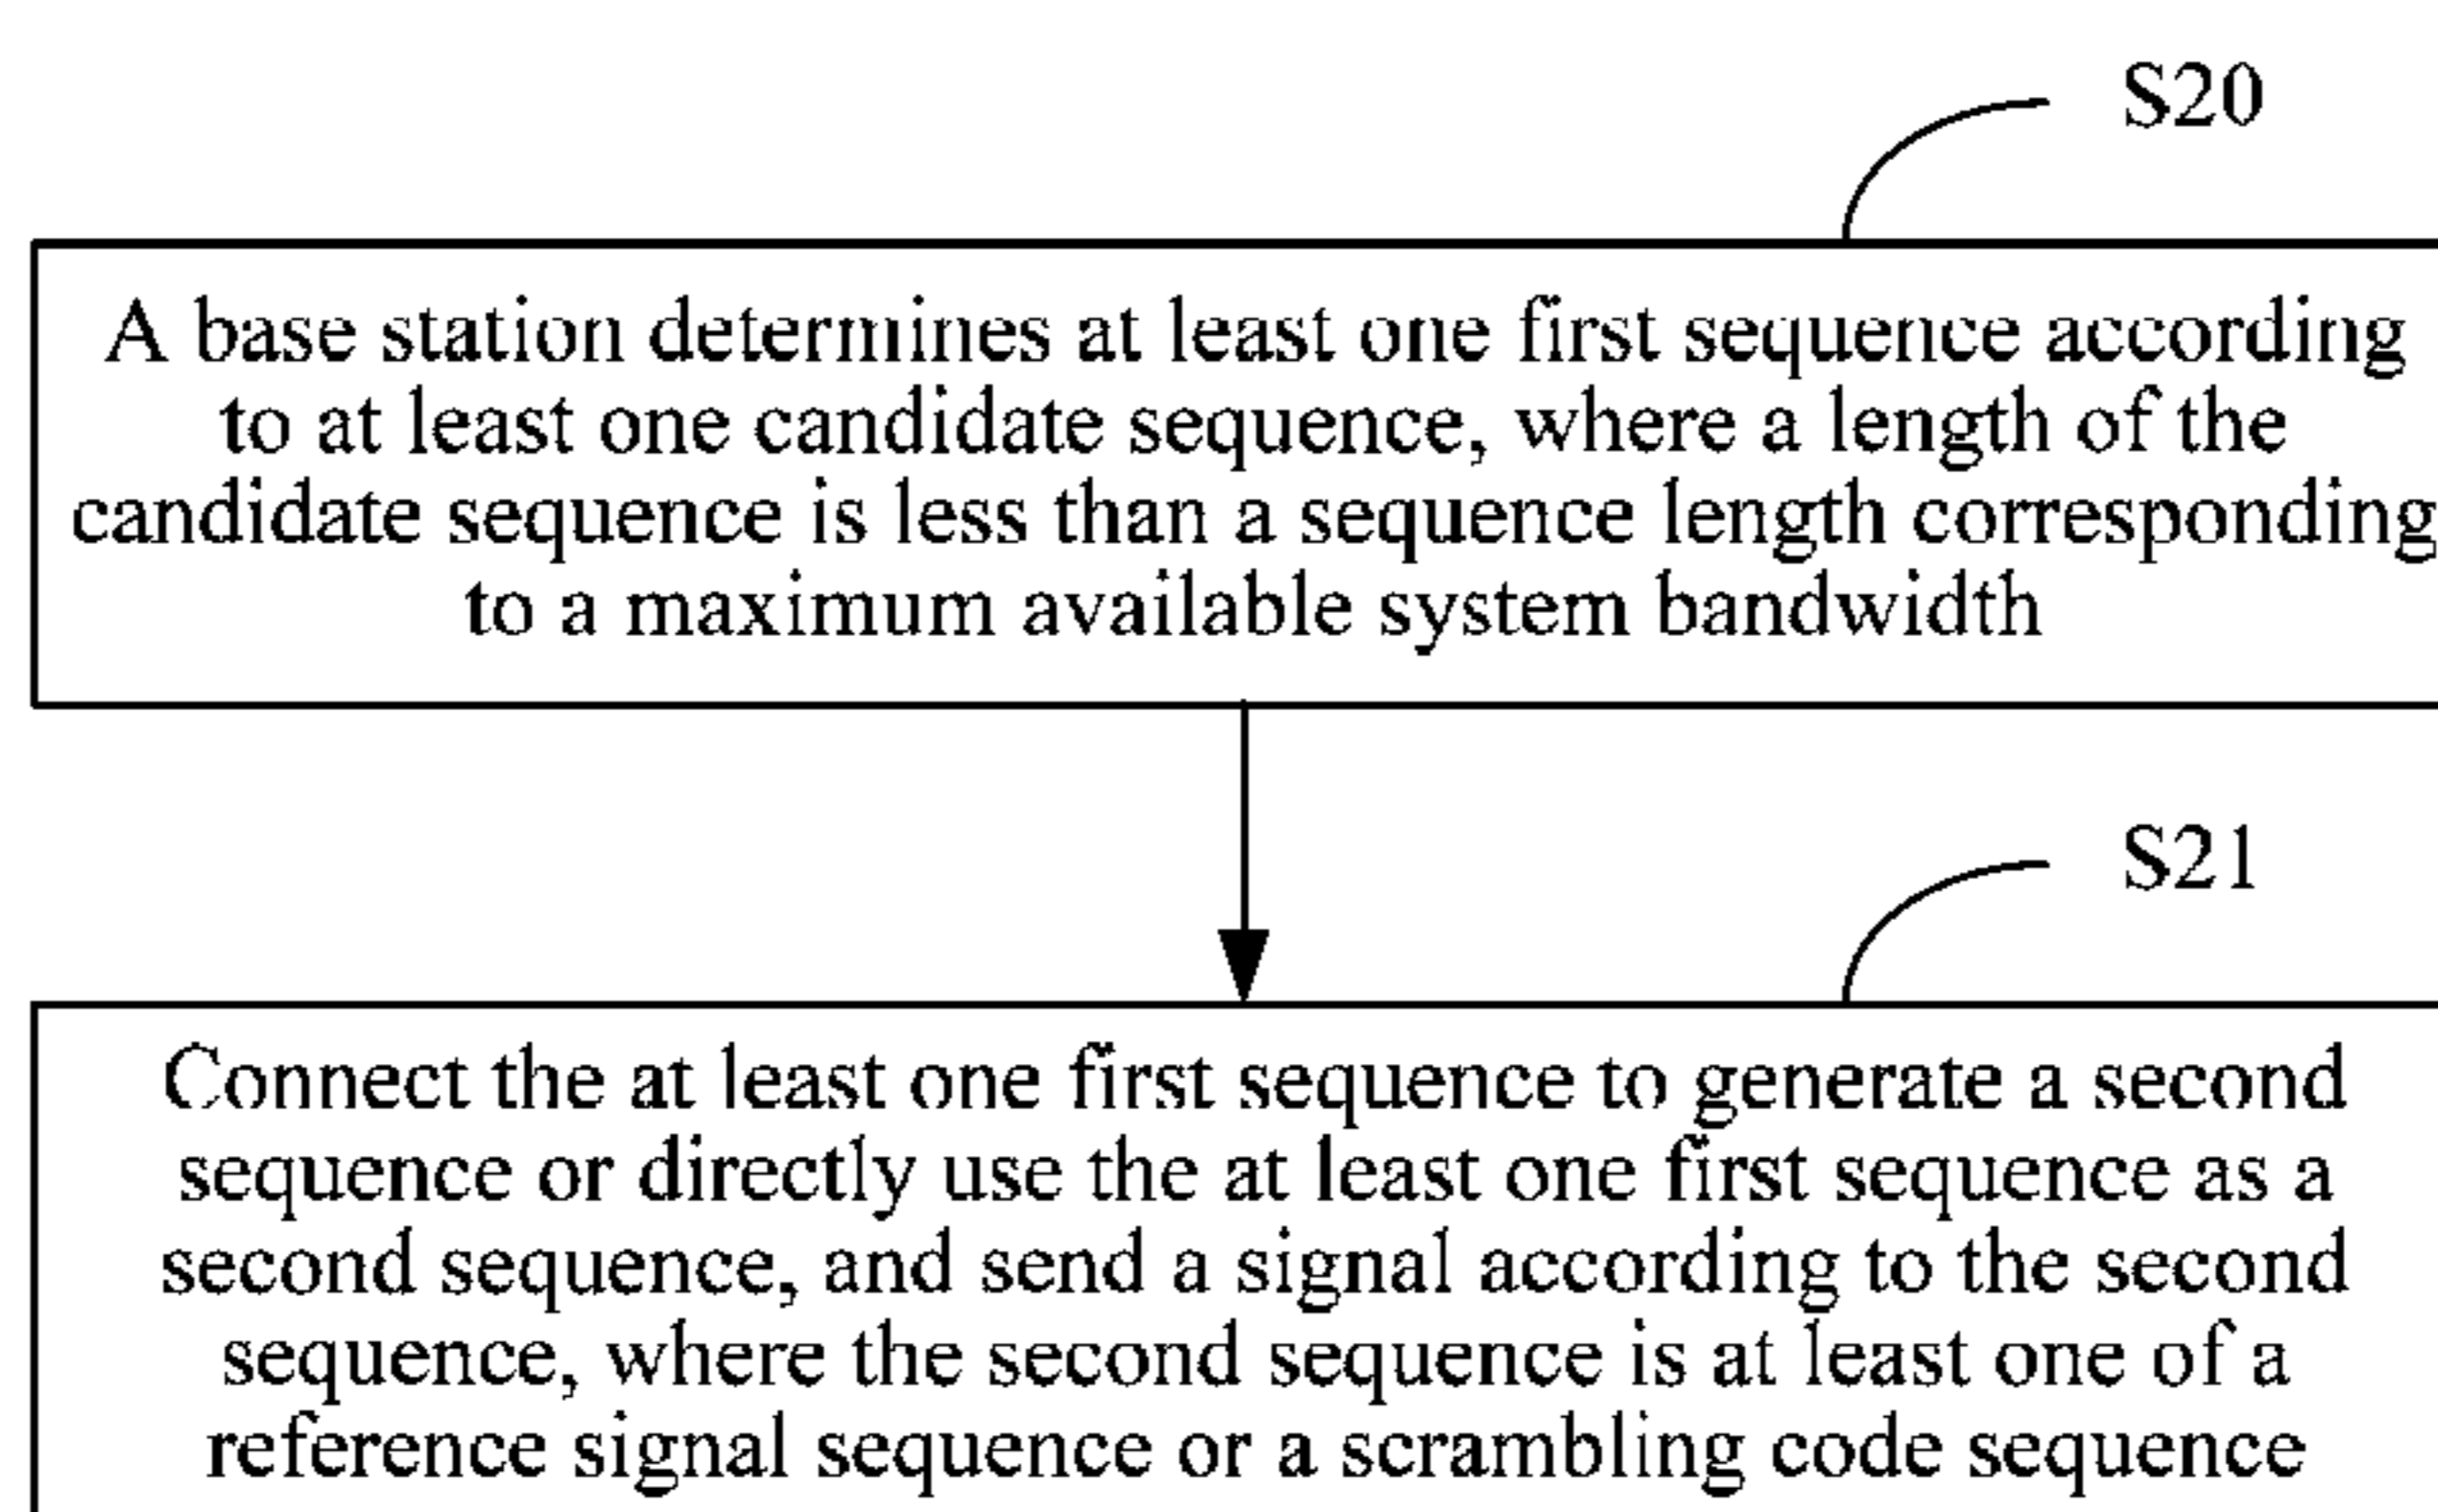 S20
A base station determines at least one first sequence according
to at least one candidate sequence, where a length of the
candidate sequence is less than a sequence length corresponding
to a maximum available system bandwidth
S21
Connect the at least one first sequence to generate a second
sequence or directly use the at least one first sequence as a
second sequence, and send a signal according to the second
sequence, where the second sequence is at least one of a
reference signal sequence or a scrambling code sequence